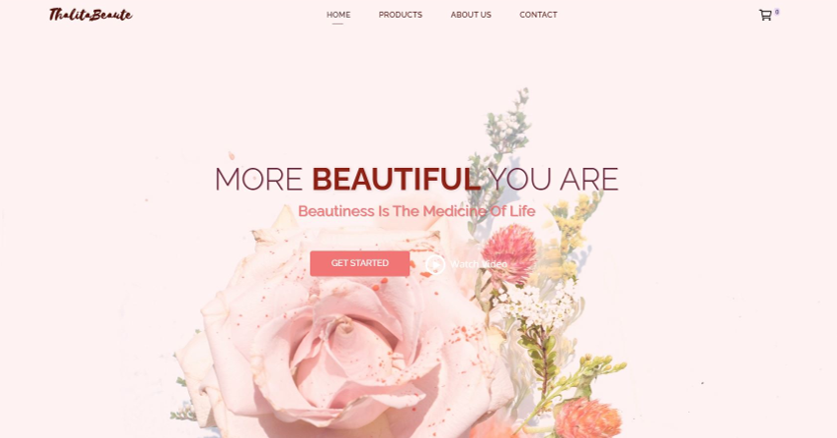 ThalitaBeaute
HOME PRODUCTS ABOUT US CONTACT
0
MORE BEAUTIFUL YOU ARE
Beautiness Is The Medicine Of Life
GET STARTED Watch Video